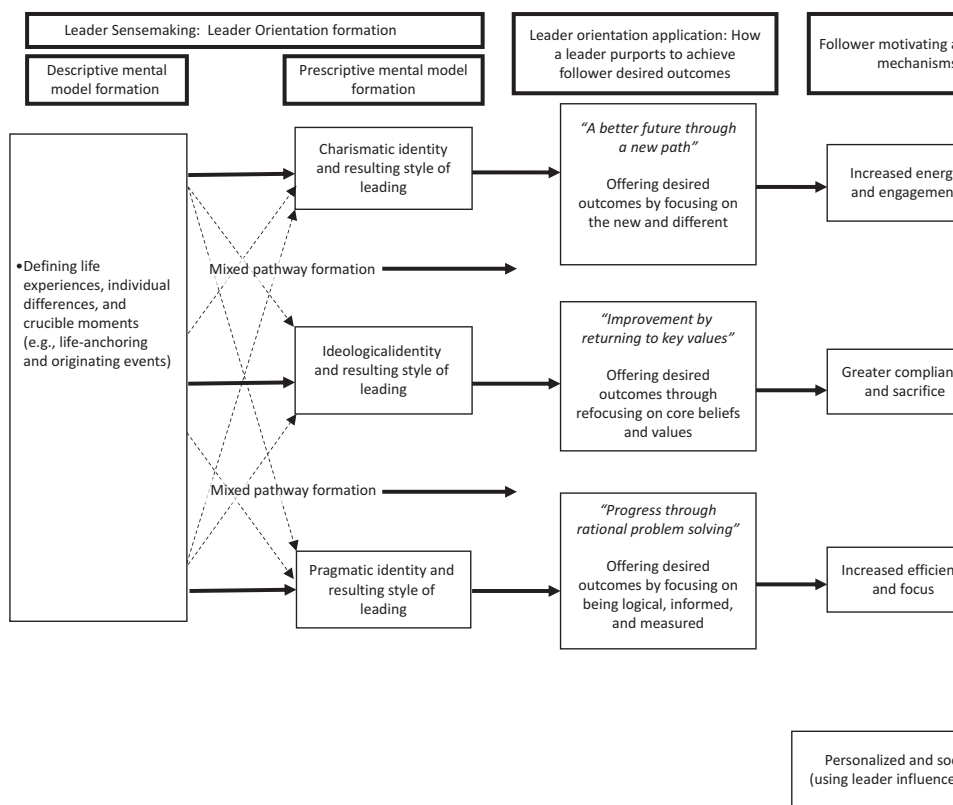 Leader Sensemaking: Leader Orientation formation
Leader orientation application: How
a leader purports to achieve
follower desired outcomes
Follower motivating
mechanisms
Descriptive mental
model formation
Prescriptive mental model
formation
•Defining life
experiences, individual
differences, and
crucible moments
(e.g., life-anchoring
and originating events)
Charismatic identity
and resulting style of
leading
“A better future through
a new path”
Offering desired
outcomes by focusing on
the new and different
Increased
and
Mixed pathway formation
Ideologicalidentity
and resulting style of
leading
“Improvement by
returning to key values”
Offering desired
outcomes through
refocusing on core beliefs
and values
Greater
and sacrifice
Mixed pathway formation
Pragmatic identity and
resulting style of
leading
“Progress through
rational problem solving”
Offering desired
outcomes by focusing on
being logical, informed,
and measured
Increased
and focus
Personalized and
(using leader